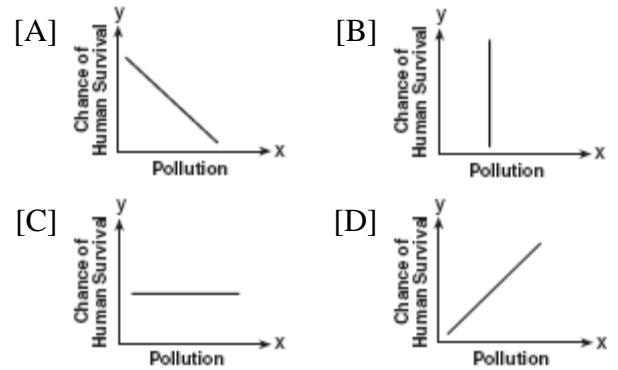 [A]
y
Chance of
Human Survival
x
Pollution
[B]
y
Chance of
Human Survival
x
Pollution
[C]
y
Chance of
Human Survival
x
Pollution
[D]
y
Chance of
Human Survival
x
Pollution